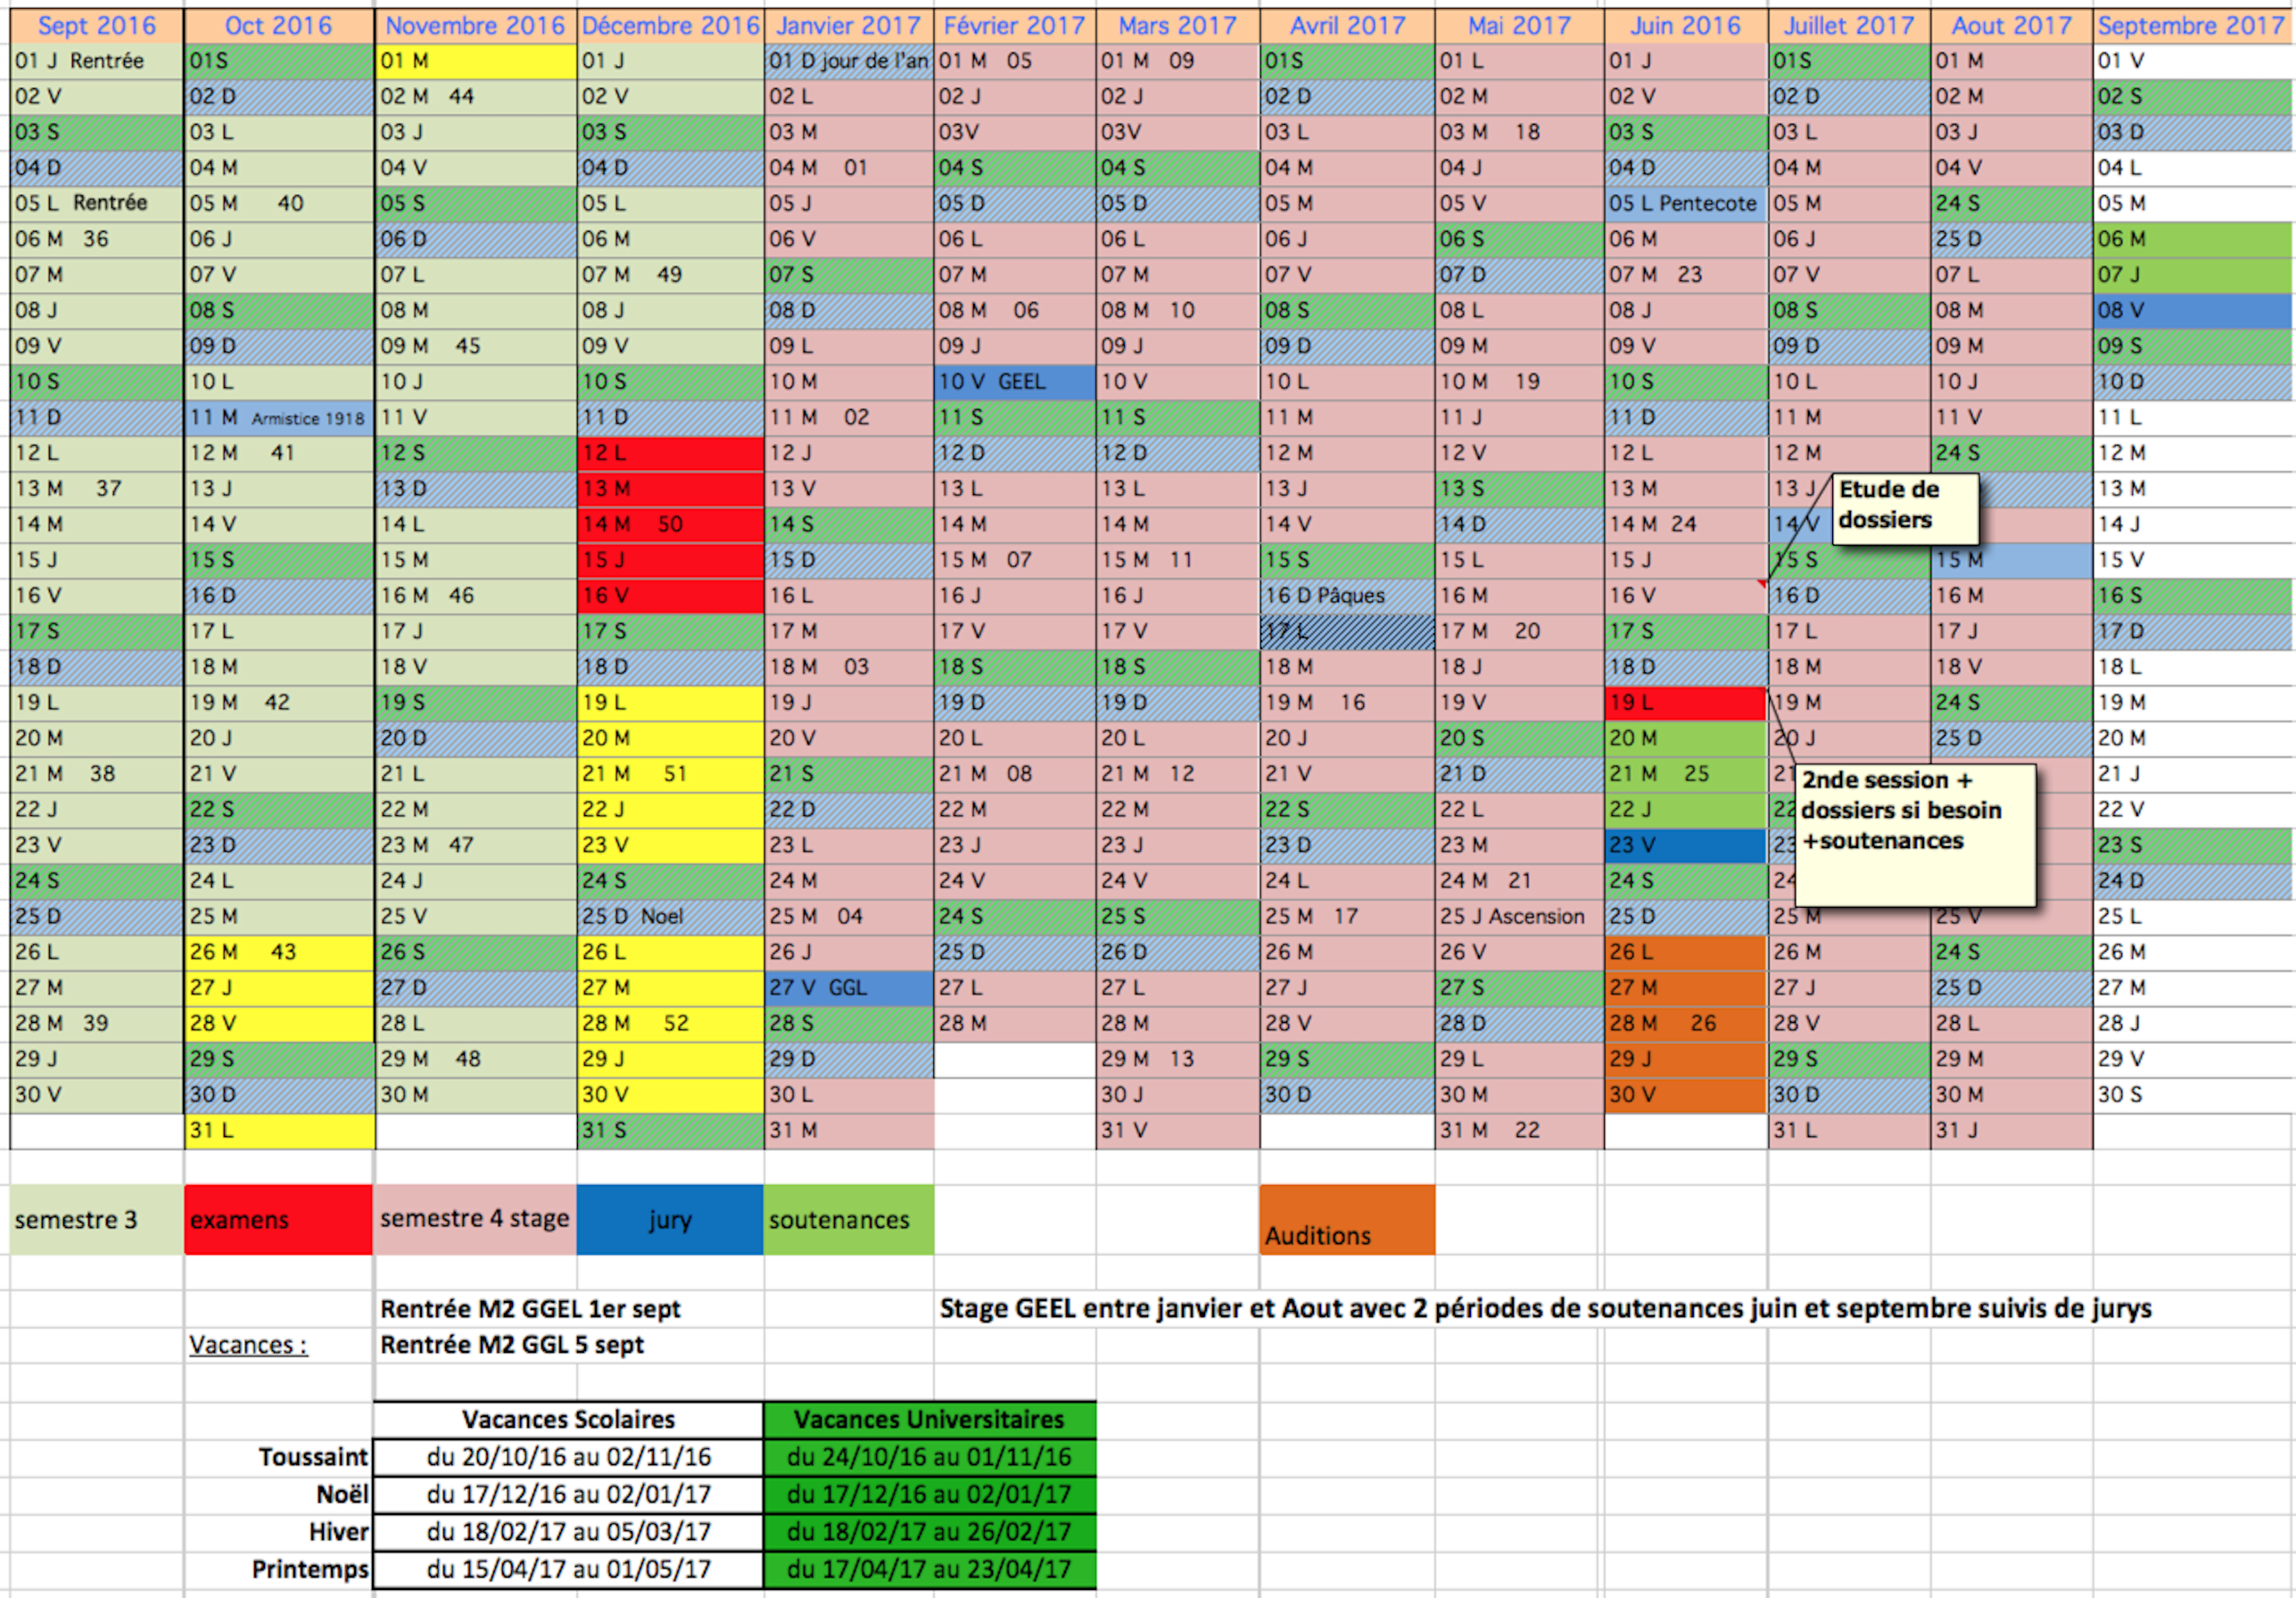 Sept 2016 Oct 2016 Novembre 2016 Décembre 2016 Janvier 2017 Février 2017 Mars 2017 Avril 2017 Mai 2017 Juin 2016 Juillet 2017 Aout 2017 Septembre 2017
01 J Rentrée 01S 01 M 01 J 01 D jour de l'an 01 M 05 01 M 09 01S 01 L 01 J 01S 01 M 01 V
02 V 02 D 02 M 44 02 V 02 L 02 J 02 J 02 D 02 M 02 V 02 D 02 M 02 S
03 S 03 L 03 J 03 S 03 M 03V 03V 03 L 03 M 18 03 S 03 L 03 J 03 D
04 D 04 M 04 V 04 D 04 M 01 04 S 04 S 04 M 04 J 04 D 04 M 04 V 04 L
05 L Rentrée 05 M 40 05 S 05 L 05 J 05 D 05 D 05 M 05 V 05 L Pentecote 05 M 24 S 05 M
06 M 36 06 J 06 D 06 M 06 V 06 L 06 L 06 J 06 S 06 M 06 J 25 D 06 M
07 M 07 V 07 L 07 M 49 07 S 07 M 07 M 07 V 07 D 07 M 23 07 V 07 L 07 J
08 J 08 S 08 M 08 J 08 D 08 M 06 08 M 10 08 S 08 L 08 J 08 S 08 M 08 V
09 V 09 D 09 M 45 09 V 09 L 09 J 09 J 09 D 09 M 09 V 09 D 09 M 09 S
10 S 10 L 10 J 10 S 10 M 10 V GEEL 10 V 10 L 10 M 19 10 S 10 L 10 J 10 D
11 D 11 M Armistice 1918 11 V 11 D 11 M 02 11 S 11 S 11 M 11 J 11 D 11 M 11 V 11 L
12 L 12 M 41 12 S 12 L 12 J 12 D 12 D 12 M 12 V 12 L 12 M 24 S 12 M
13 M 37 13 J 13 D 13 M 13 V 13 L 13 L 13 J 13 S 13 M 13 J 13 M
14 M 14 V 14 L 14 M 50 14 S 14 M 14 M 14 V 14 D 14 M 24 14 V 14 J
Etude de
dossiers
15 J 15 S 15 M 15 J 15 D 15 M 07 15 M 11 15 S 15 L 15 J 15 S 15 M 15 V
16 V 16 D 16 M 46 16 V 16 L 16 J 16 J 16 D Pâques 16 M 16 V 16 D 16 M 16 S
17 S 17 L 17 J 17 S 17 M 17 V 17 V 17 L 17 M 20 17 S 17 L 17 J 17 D
18 D 18 M 18 V 18 D 18 M 03 18 S 18 S 18 M 18 J 18 D 18 M 18 V 18 L
19 L 19 M 42 19 S 19 L 19 J 19 D 19 D 19 M 16 19 V 19 L 19 M 24 S 19 M
20 M 20 J 20 D 20 M 20 V 20 L 20 L 20 J 20 S 20 M 20 J 25 D 20 M
21 M 38 21 V 21 L 21 M 51 21 S 21 M 08 21 M 12 21 V 21 D 21 M 25 21 21 J
22 J 22 S 22 M 22 J 22 D 22 M 22 M 22 S 22 L 22 J 22 22 V
23 V 23 D 23 M 47 23 V 23 L 23 J 23 J 23 D 23 M 23 V 23 23 S
24 S 24 L 24 J 24 S 24 M 24 V 24 V 24 L 24 M 21 24 S 24 24 D
2nde session +
dossiers si besoin
+soutenances
25 D 25 M 25 V 25 D Noel 25 M 04 24 S 25 S 25 M 17 25 J Ascension 25 D 25 M 25 V 25 L
26 L 26 M 43 26 S 26 L 26 J 25 D 26 D 26 M 26 V 26 L 26 M 24 S 26 M
27 M 27 J 27 D 27 M 27 V GGL 27 L 27 L 27 J 27 S 27 M 27 J 25 D 27 M
28 M 39 28 V 28 L 28 M 52 28 S 28 M 28 M 28 V 28 D 28 M 26 28 V 28 L 28 J
29 J 29 S 29 M 48 29 J 29 D 29 M 13 29 S 29 L 29 J 29 S 29 M 29 V
30 V 30 D 30 M 30 V 30 L 30 J 30 D 30 M 30 V 30 D 30 M 30 S
31 L 31 S 31 M 31 V 31 M 22 31 L 31 J
semestre 3 examens semestre 4 stage jury soutenances Auditions
Rentrée M2 GGEL 1er sept Stage GEEL entre janvier et Aout avec 2 périodes de soutenances juin et septembre suivis de jurys
Vacances : Rentrée M2 GGL 5 sept
Vacances Scolaires Vacances Universitaires
Toussaint du 20/10/16 au 02/11/16 du 24/10/16 au 01/11/16
Noël du 17/12/16 au 02/01/17 du 17/12/16 au 02/01/17
Hiver du 18/02/17 au 05/03/17 du 18/02/17 au 26/02/17
Printemps du 15/04/17 au 01/05/17 du 17/04/17 au 23/04/17